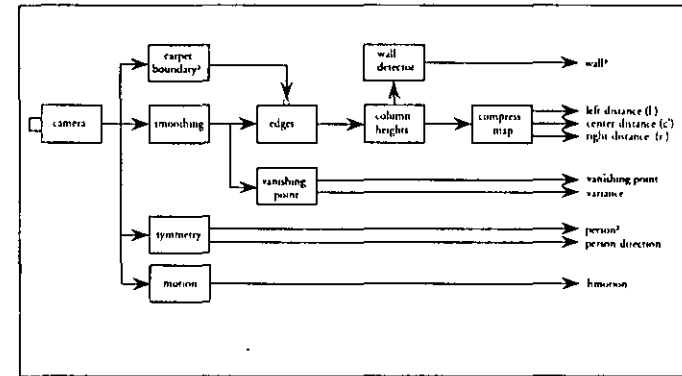 carpet
boundary?
wall
detector
wall?
camera
smoothing
edges
column
heights
compress
map
left distance (l')
center distance (c')
right distance (r')
vanishing
point
vanishing point
variance
symmetry
person?
person direction
motion
hmotion